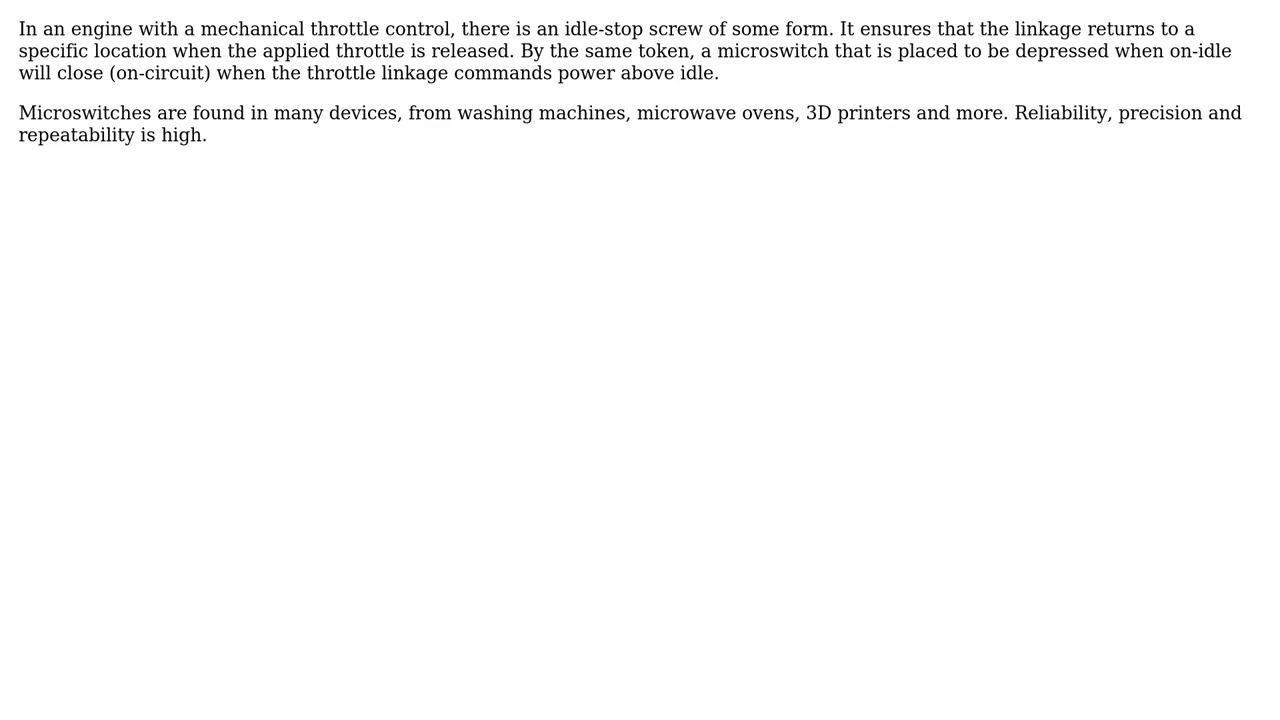 In an engine with a mechanical throttle control, there is an idle-stop screw of some form. It ensures that the linkage returns to a
specific location when the applied throttle is released. By the same token, a microswitch that is placed to be depressed when on-idle
will close (on-circuit) when the throttle linkage commands power above idle.
Microswitches are found in many devices, from washing machines, microwave ovens, 3D printers and more. Reliability, precision and
repeatability is high.